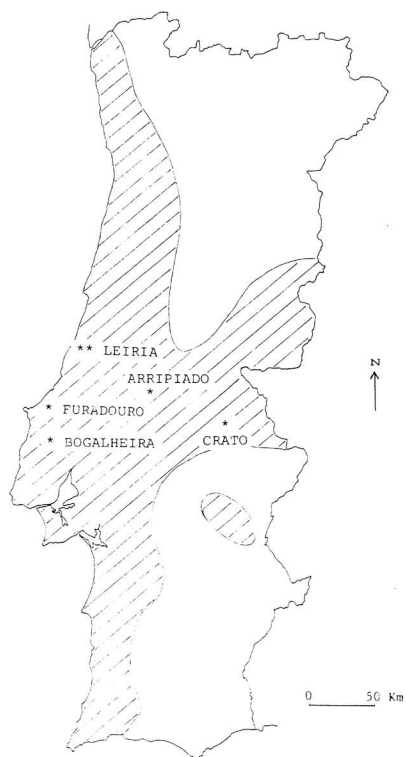 ** LEIRIA
ARRIPIADO
*
* FURADOURO
*
CRATO
* BOGALHEIRA
N
0 50 Km